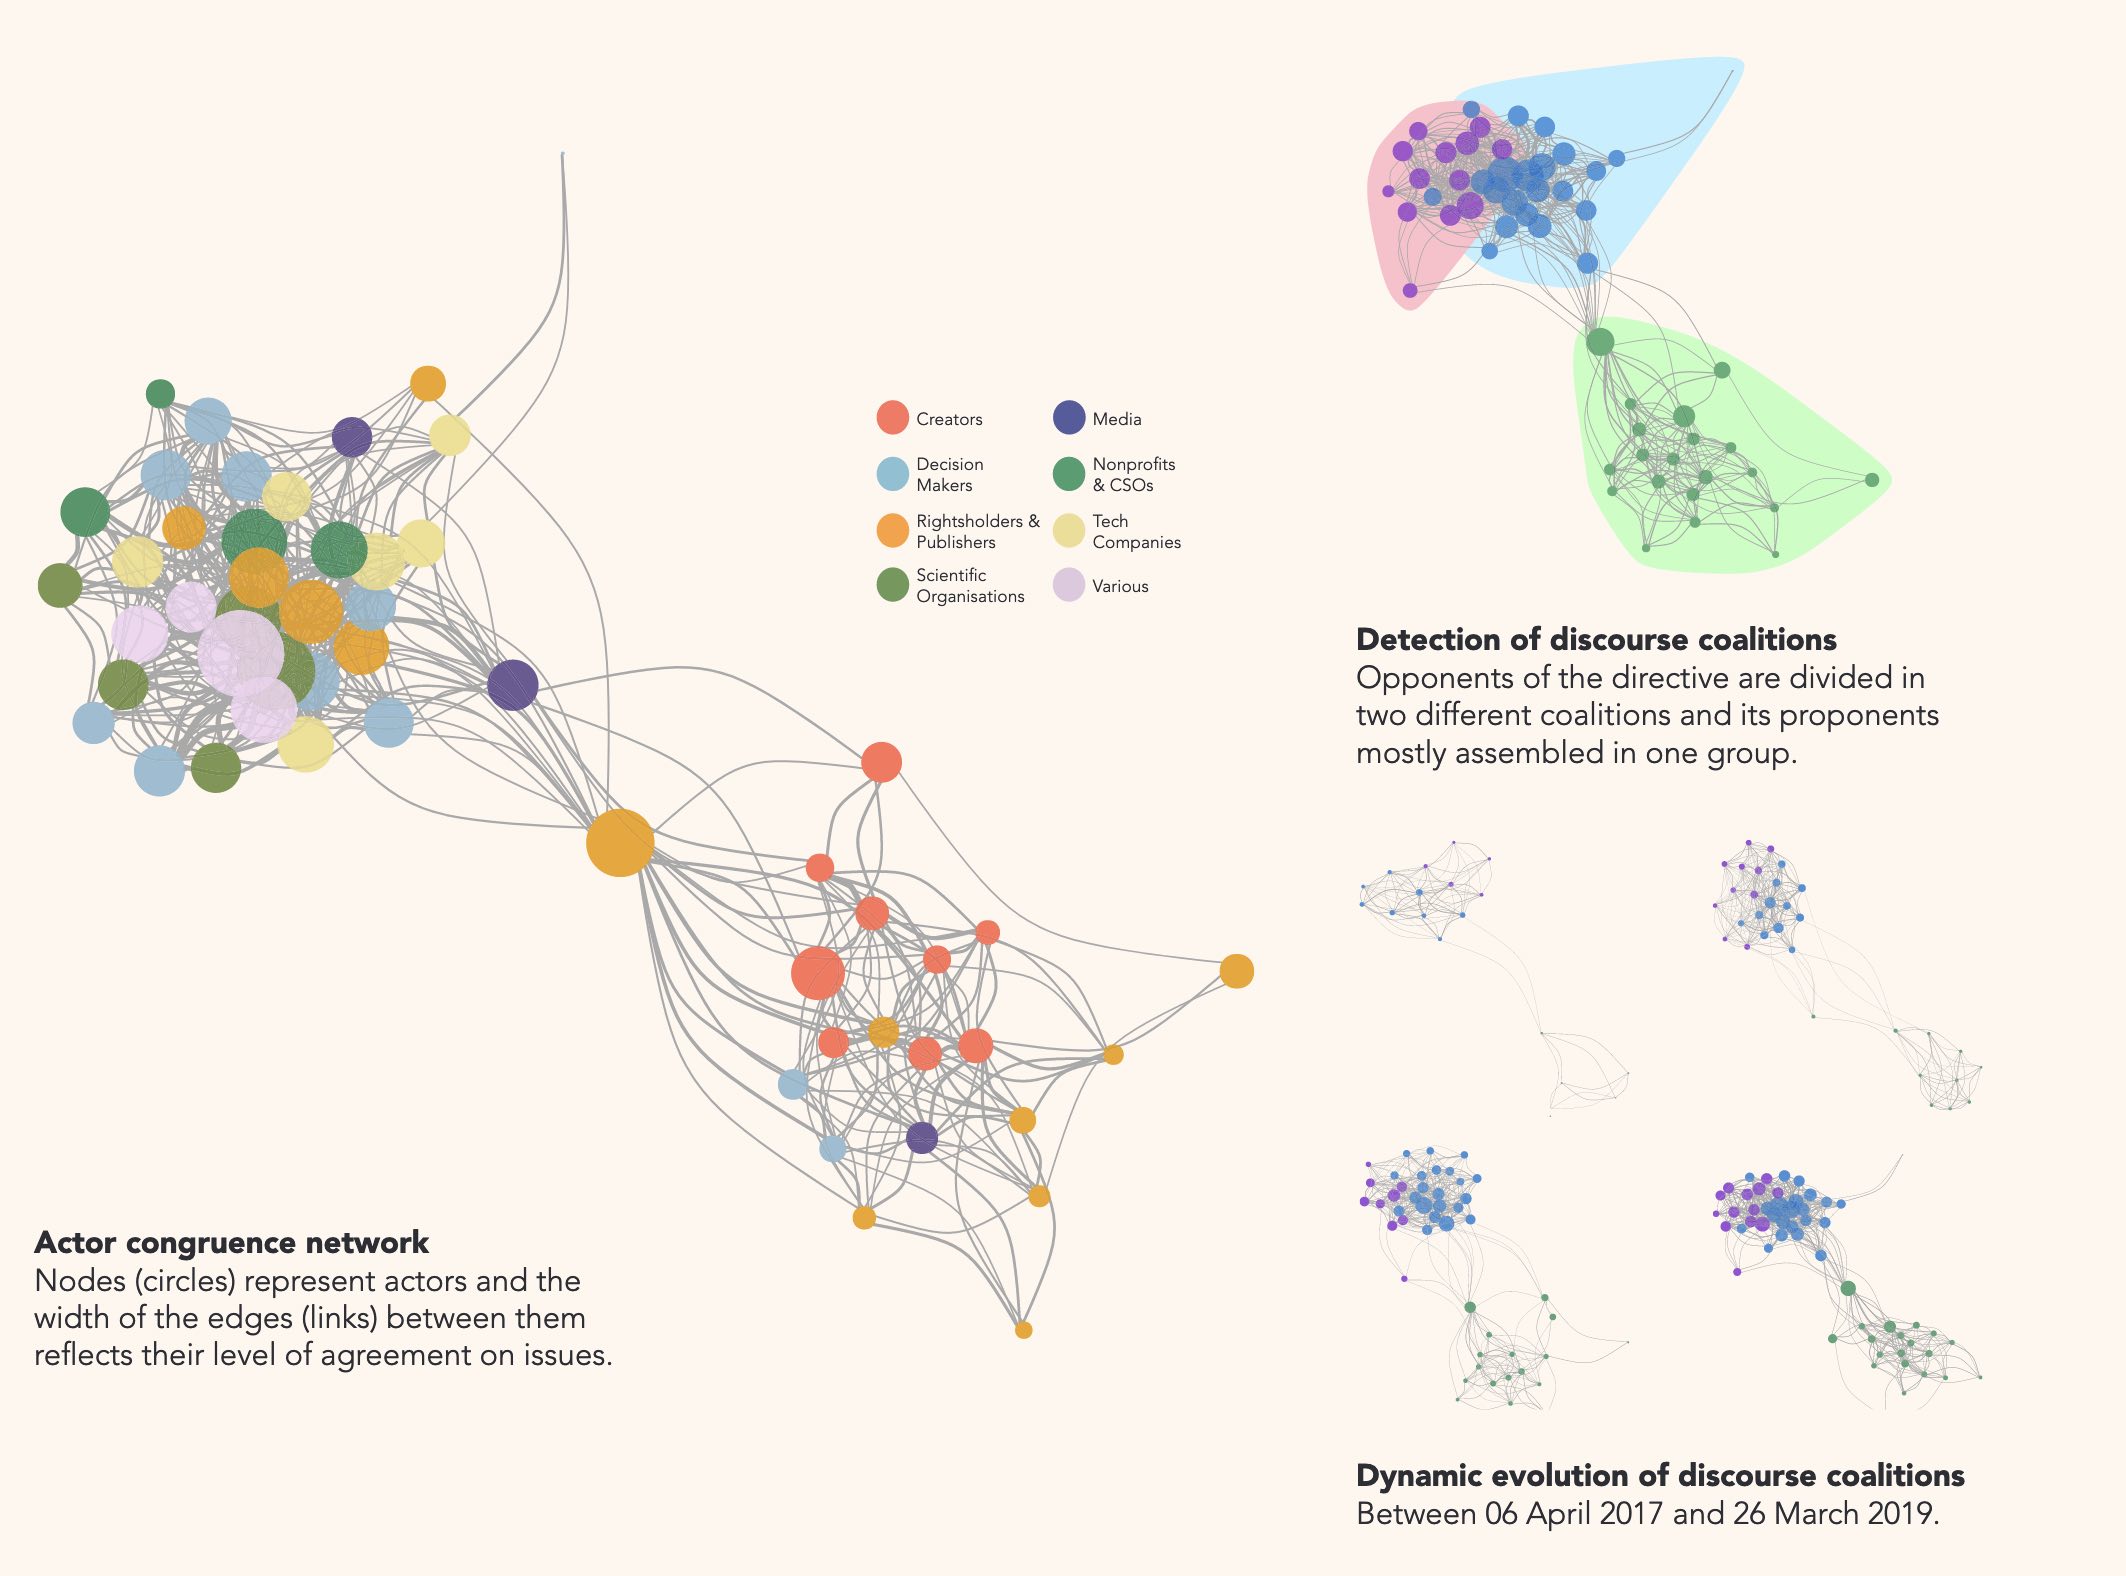 Creators
Media
Decision
Makers
Nonprofits
& CSOs
Rightsholders &
Publishers
Tech
Companies
Scientific
Organisations
Various
Detection of discourse coalitions
Opponents of the directive are divided in
two different coalitions and its proponents
mostly assembled in one group.
Actor congruence network
Nodes (circles) represent actors and the
width of the edges (links) between them
reflects their level of agreement on issues.
Dynamic evolution of discourse coalitions
Between 06 April 2017 and 26 March 2019.